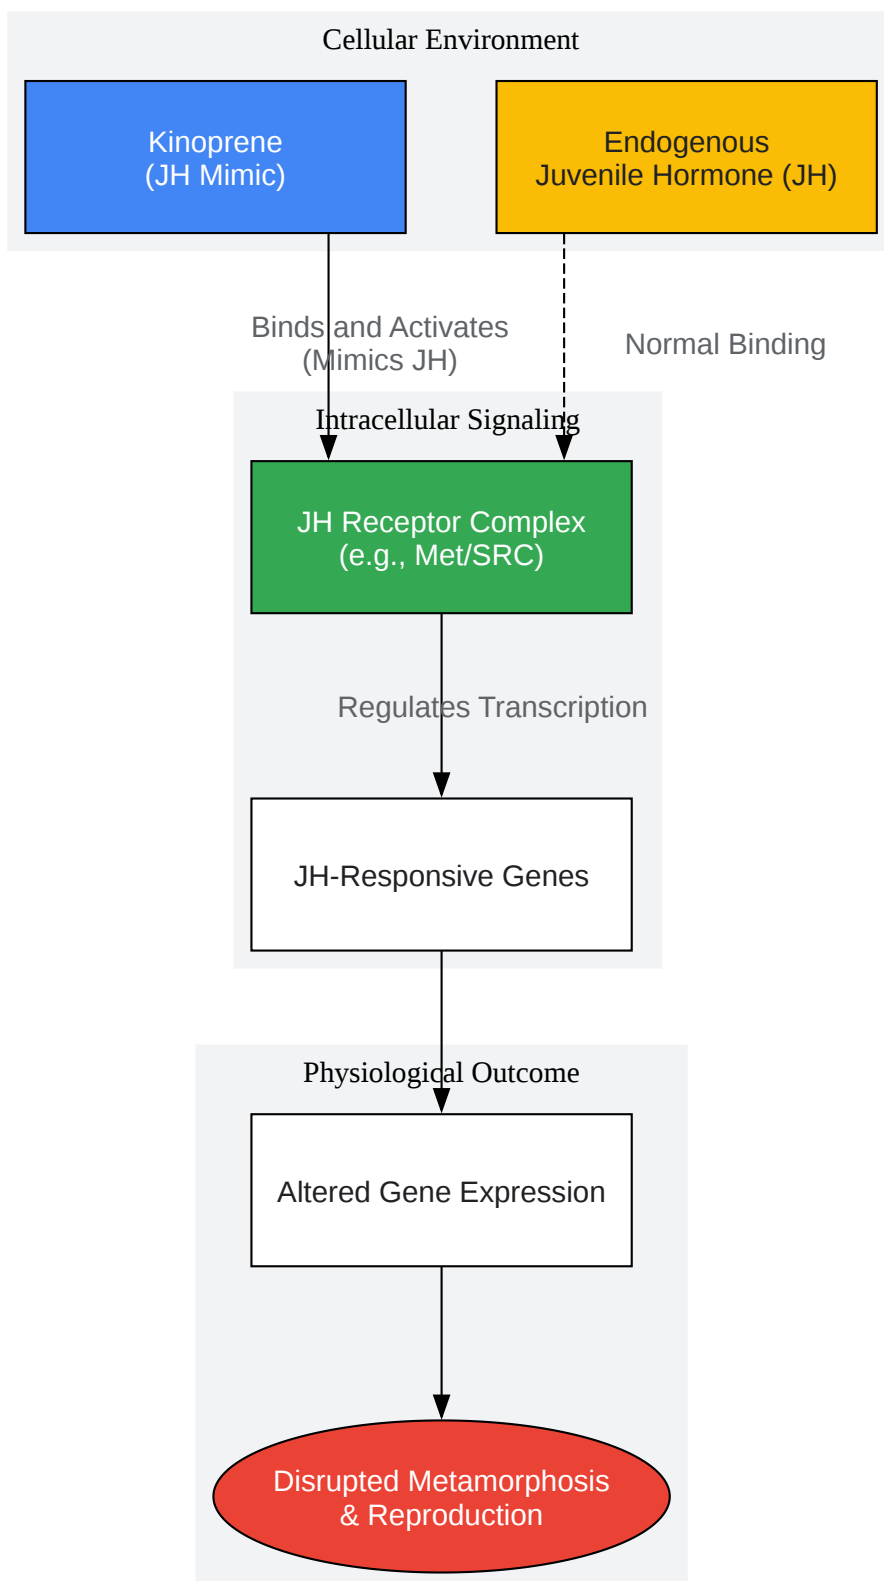 Cellular Environment
Kinoprene
(JH Mimic)
Endogenous
Juvenile Hormone (JH)
Binds and Activates
(Mimics JH)
Normal Binding
Intracellular Signaling
JH Receptor Complex
(e.g., Met/SRC)
Regulates Transcription
JH-Responsive Genes
Physiological Outcome
Altered Gene Expression
Disrupted Metamorphosis
& Reproduction